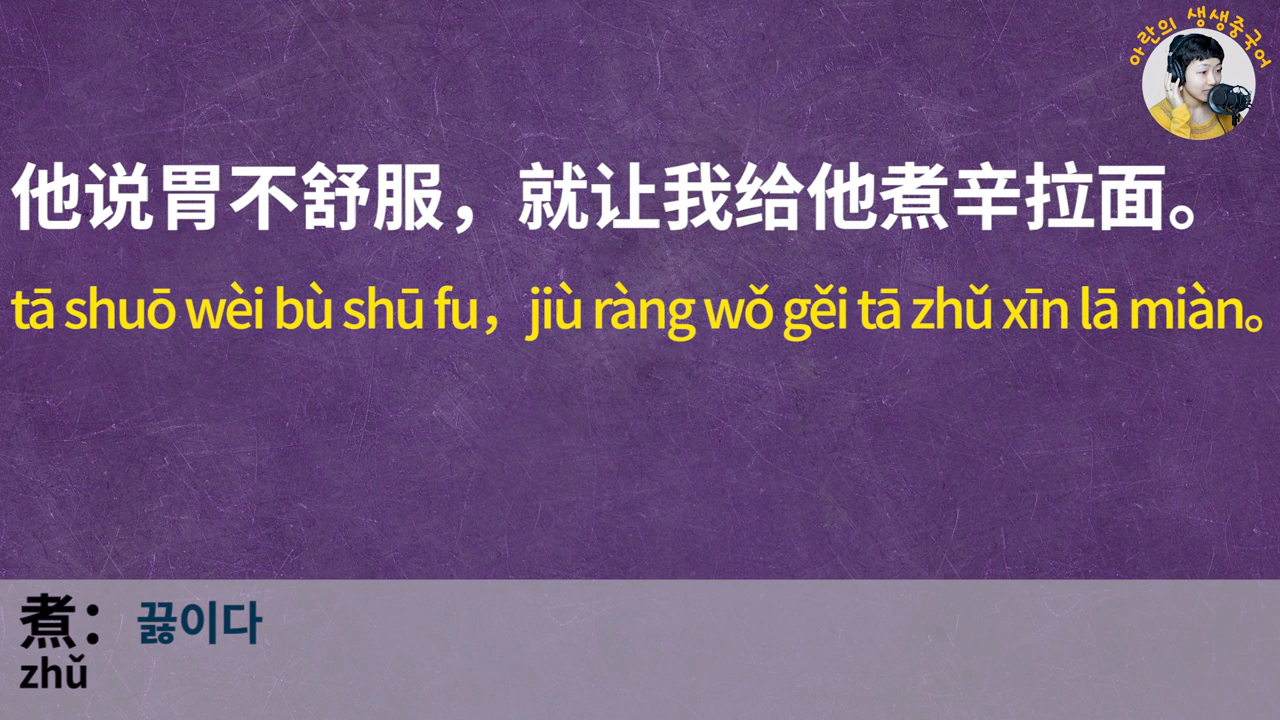 아란의 생생중국어
他说胃不舒服，就让我给他煮辛拉面。
tā shuō wèi bù shū fu，jiù ràng wǒ gěi tā zhǔ xīn lā miàn。
煮：끓이다
zhǔ